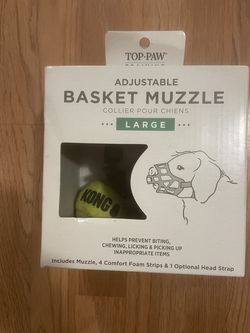 TOP-PAW
TRAINING
ADJUSTABLE
BASKET MUZZLE
COLLIER POUR CHIENS
LARGE
KONG
HELPS PREVENT BITING,
CHEWING, LICKING & PICKING UP
INAPPROPRIATE ITEMS
Includes Muzzle, 4 Comfort Foam Strips & 1 Optional Head Strap